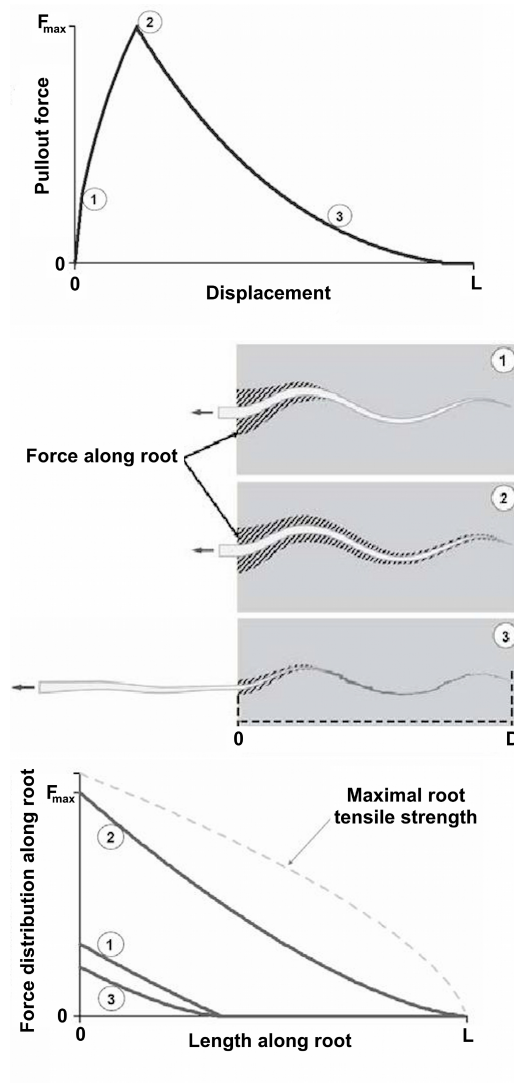 Fmax
2
Pullout force
1
3
0
0
L
Displacement
1
Force along root
2
3
0
D
Force distribution along root
Fmax
Maximal root
tensile strength
2
1
3
0
0
L
Length along root